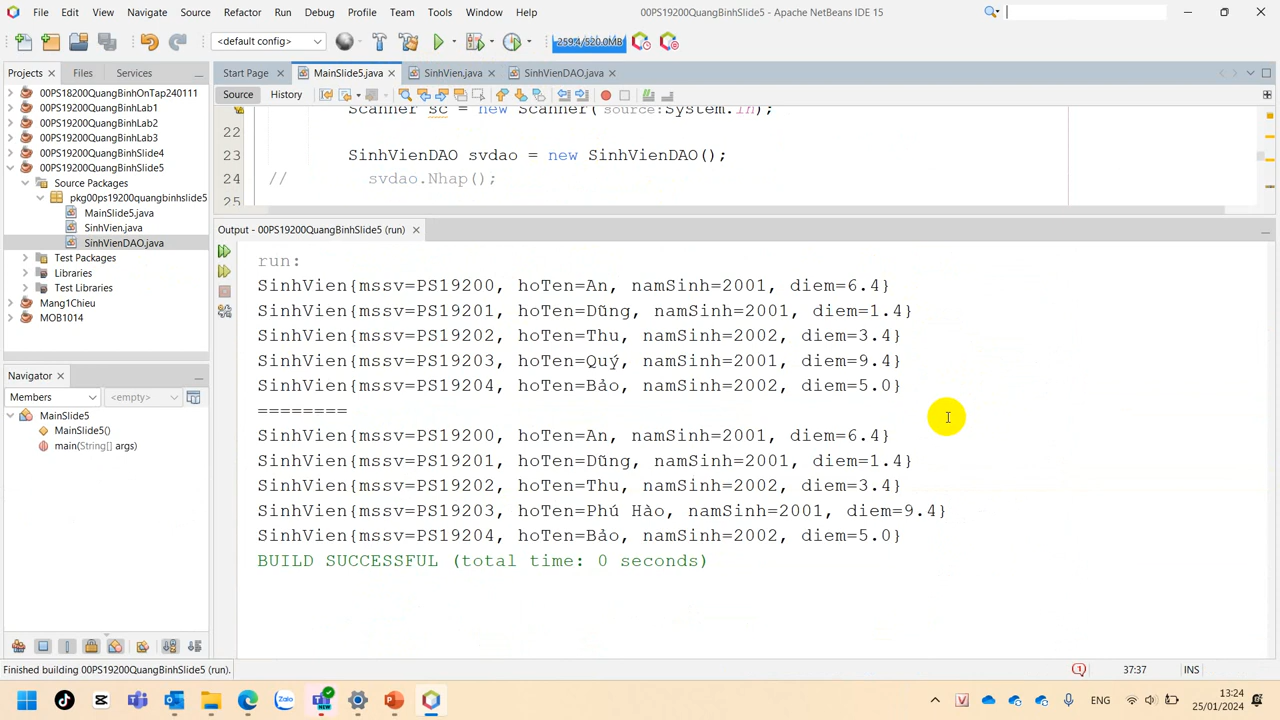 File Edit View Navigate Source Refactor Run Debug Profile Team Tools Window Help 00PS19200QuangBinhSlide5 - Apache NetBeans IDE 15
<default config> 259.4/520.0MB
Projects Files Services Start Page MainSlide5.java SinhVien.java SinhVienDAO.java
Source History
00PS18200QuangBinhOnTap240111
00PS19200QuangBinhLab1
00PS19200QuangBinhLab2
00PS19200QuangBinhLab3
00PS19200QuangBinhSlide4
00PS19200QuangBinhSlide5
Source Packages
pkg00ps19200quangbinhslide5
MainSlide5.java
SinhVien.java
SinhVienDAO.java
Test Packages
Libraries
Test Libraries
Mang1Chieu
MOB1014
Scanner sc = new Scanner(source:System.in);
22
23 SinhVienDAO svdao = new SinhVienDAO();
24 // svdao.Nhap();
25
Output - 00PS19200QuangBinhSlide5 (run)
run:
SinhVien{mssv=PS19200, hoTen=An, namSinh=2001, diem=6.4}
SinhVien{mssv=PS19201, hoTen=Dũng, namSinh=2001, diem=1.4}
SinhVien{mssv=PS19202, hoTen=Thu, namSinh=2002, diem=3.4}
SinhVien{mssv=PS19203, hoTen=Quý, namSinh=2001, diem=9.4}
SinhVien{mssv=PS19204, hoTen=Bảo, namSinh=2002, diem=5.0}
========
SinhVien{mssv=PS19200, hoTen=An, namSinh=2001, diem=6.4}
SinhVien{mssv=PS19201, hoTen=Dũng, namSinh=2001, diem=1.4}
SinhVien{mssv=PS19202, hoTen=Thu, namSinh=2002, diem=3.4}
SinhVien{mssv=PS19203, hoTen=Phú Hào, namSinh=2001, diem=9.4}
SinhVien{mssv=PS19204, hoTen=Bảo, namSinh=2002, diem=5.0}
BUILD SUCCESSFUL (total time: 0 seconds)
Navigator
Members <empty>
MainSlide5
MainSlide5()
main(String[] args)
Finished building 00PS19200QuangBinhSlide5 (run). 1 37:37 INS
NEW ENG 13:24
25/01/2024